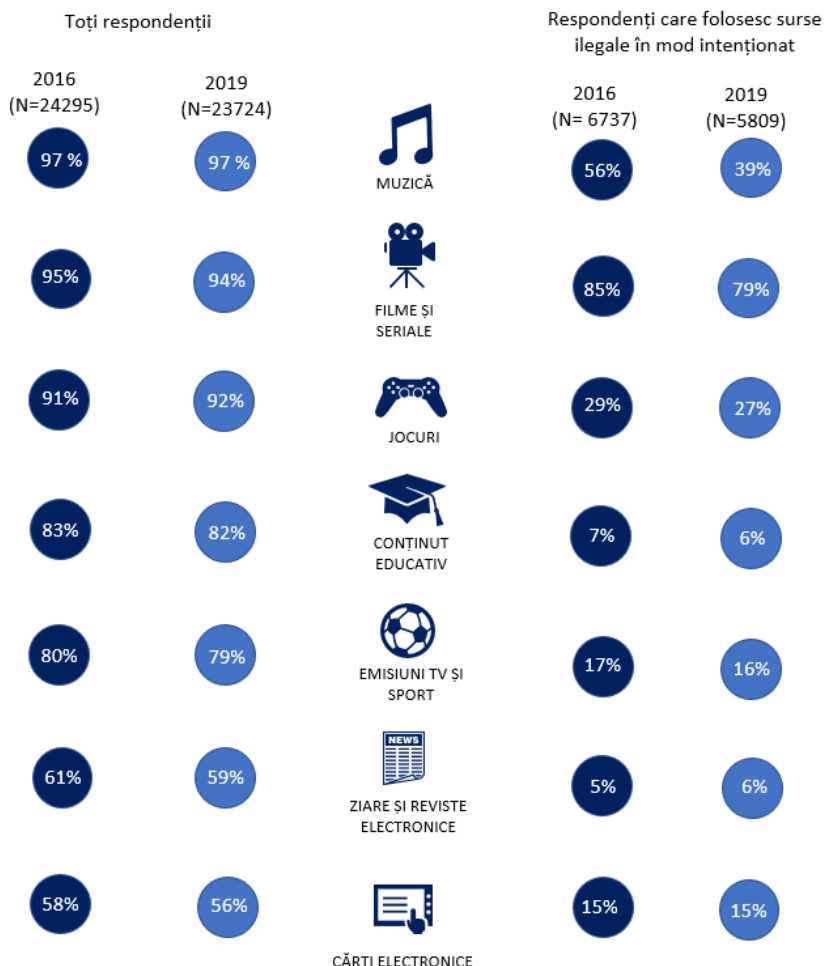 Toți respondenții
Respondenți care folosesc surse
ilegale în mod intenționat
2016
(N=24295)
2019
(N=23724)
2016
(N= 6737)
2019
(N=5809)
97 %
97 %
MUZICĂ
56%
39%
95%
94%
FILME ȘI
SERIALE
85%
79%
91%
92%
JOCURI
29%
27%
83%
82%
CONȚINUT
EDUCATIV
7%
6%
80%
79%
EMISIUNI TV ȘI
SPORT
17%
16%
61%
59%
NEWS
ZIARE ȘI REVISTE
ELECTRONICE
5%
6%
58%
56%
CĂRȚI ELECTRONICE
15%
15%